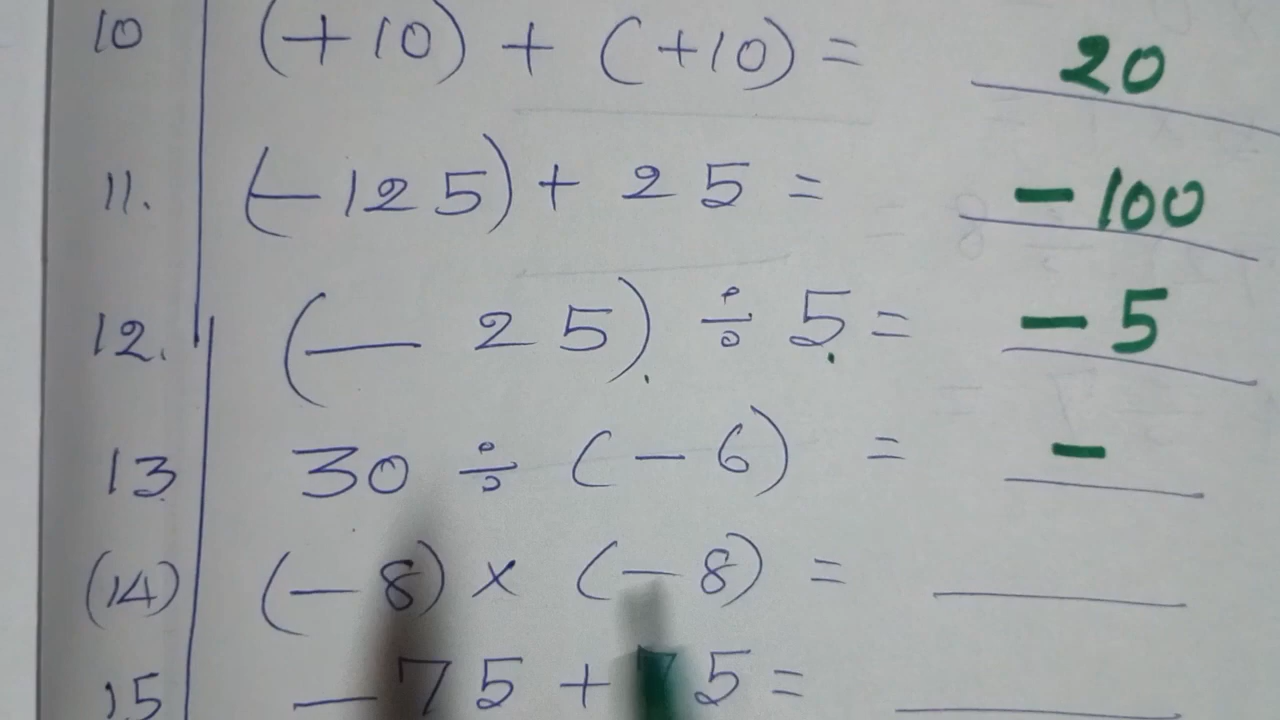 10 (+10) + (+10) = 20
11. (-125) + 25 = -100
12. (- 25) ÷ 5 = -5
13 30 ÷ (-6) = -
(14) (-8) × (-8) =
15 -75 + 75 =